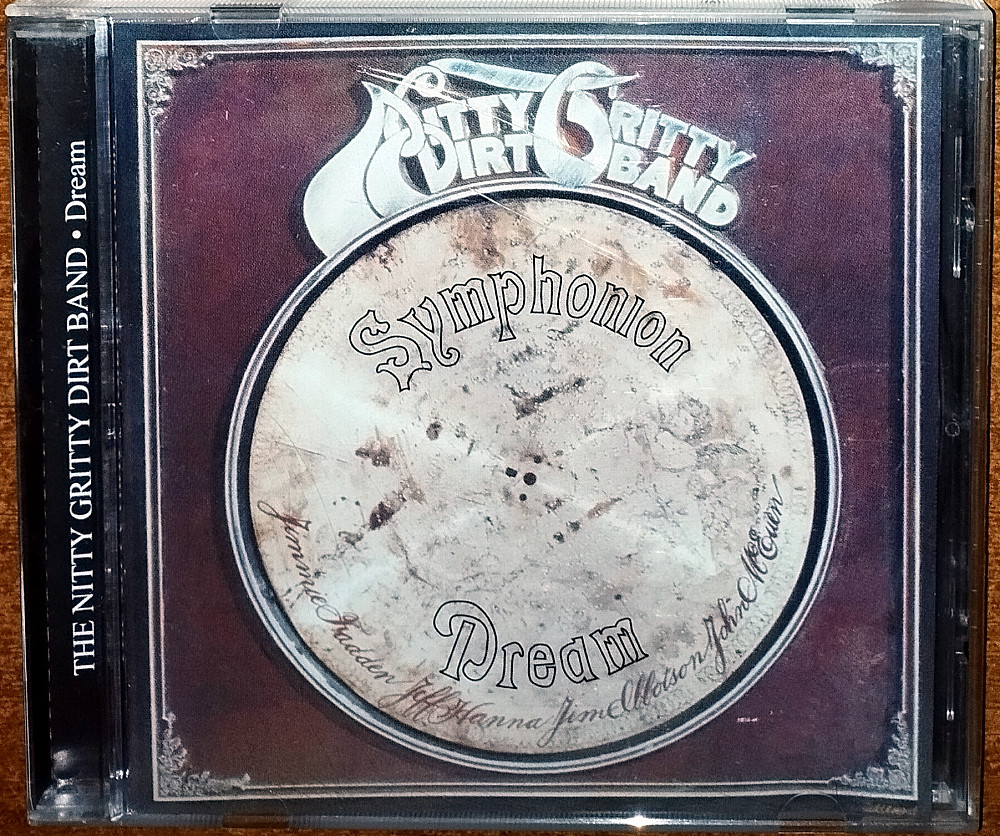 THE NITTY GRITTY DIRT BAND • Dream
NITTY GRITTY
DIRT BAND
Symphonion
Dream
Jimmie Fadden Jeff Hanna Jim Ibbotson John McEuen